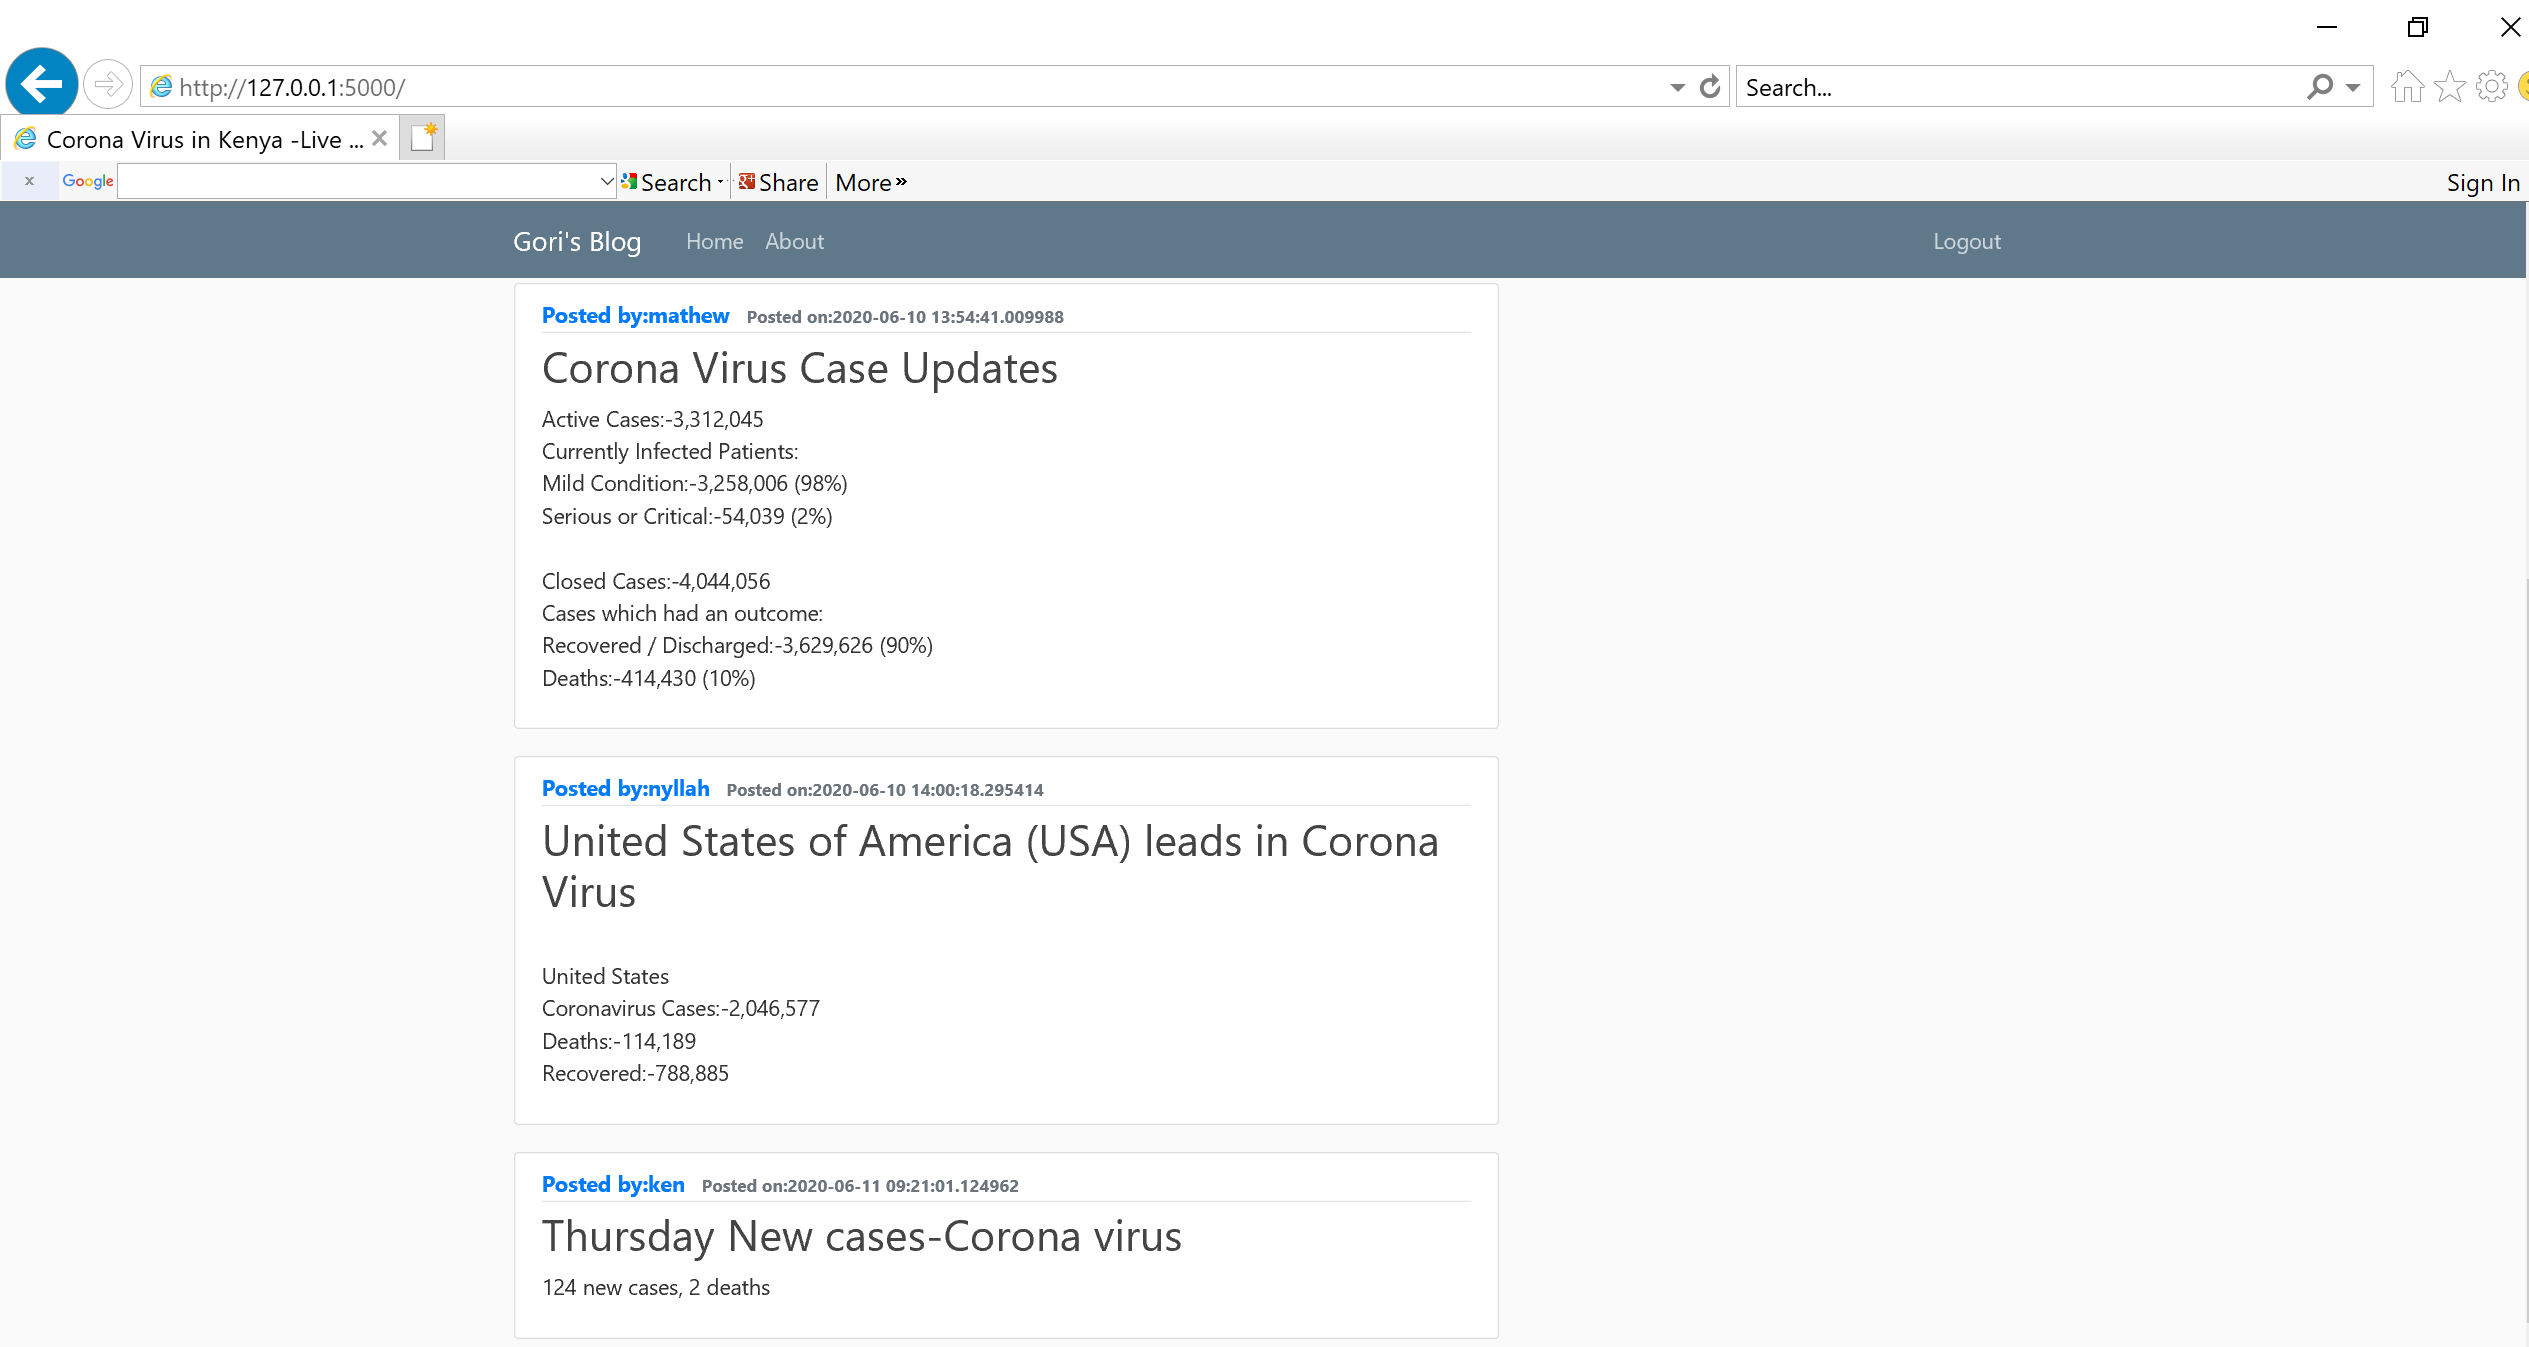 http://127.0.0.1:5000/
Search...
Corona Virus in Kenya -Live ...
x Google Search Share More » Sign In
Gori's Blog Home About Logout
Posted by:mathew Posted on:2020-06-10 13:54:41.009988
Corona Virus Case Updates
Active Cases:-3,312,045
Currently Infected Patients:
Mild Condition:-3,258,006 (98%)
Serious or Critical:-54,039 (2%)
Closed Cases:-4,044,056
Cases which had an outcome:
Recovered / Discharged:-3,629,626 (90%)
Deaths:-414,430 (10%)
Posted by:nyllah Posted on:2020-06-10 14:00:18.295414
United States of America (USA) leads in Corona
Virus
United States
Coronavirus Cases:-2,046,577
Deaths:-114,189
Recovered:-788,885
Posted by:ken Posted on:2020-06-11 09:21:01.124962
Thursday New cases-Corona virus
124 new cases, 2 deaths